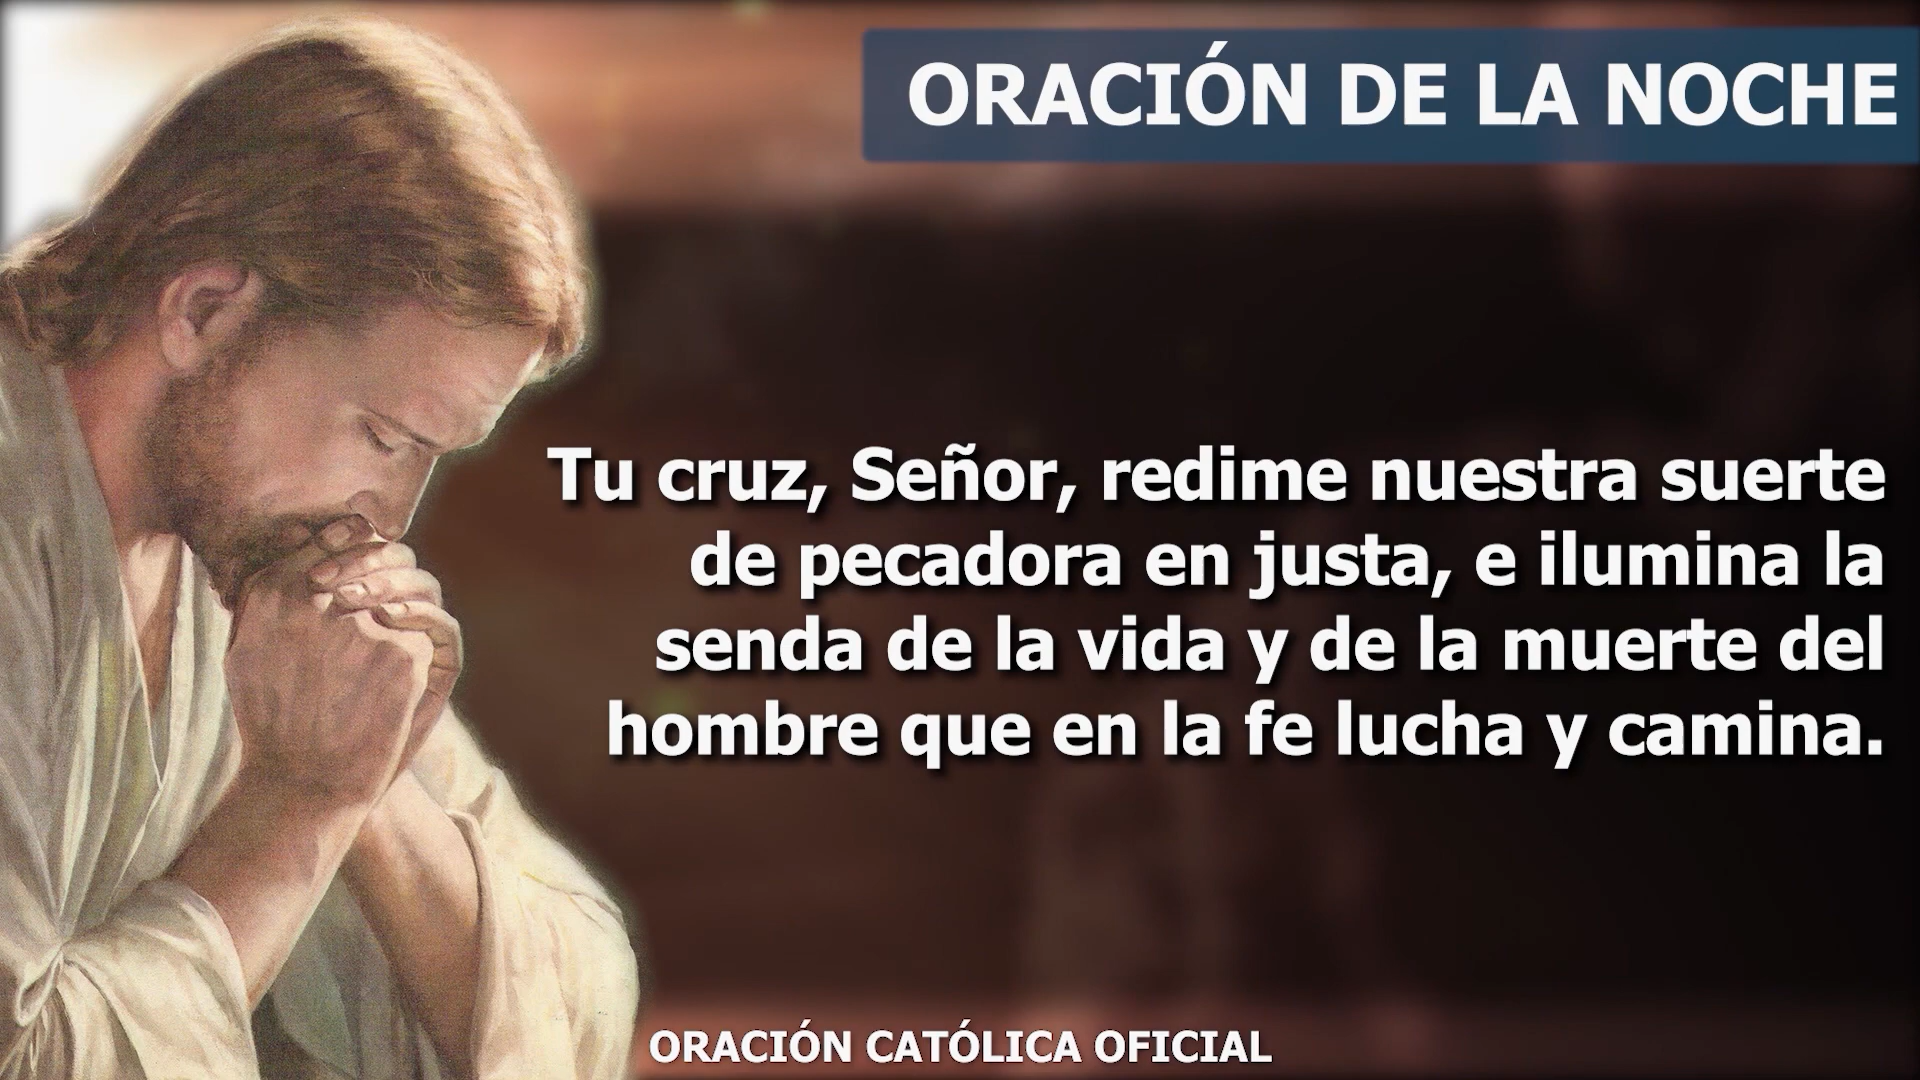 ORACIÓN DE LA NOCHE
Tu cruz, Señor, redime nuestra suerte
de pecadora en justa, e ilumina la
senda de la vida y de la muerte del
hombre que en la fe lucha y camina.
ORACIÓN CATÓLICA OFICIAL